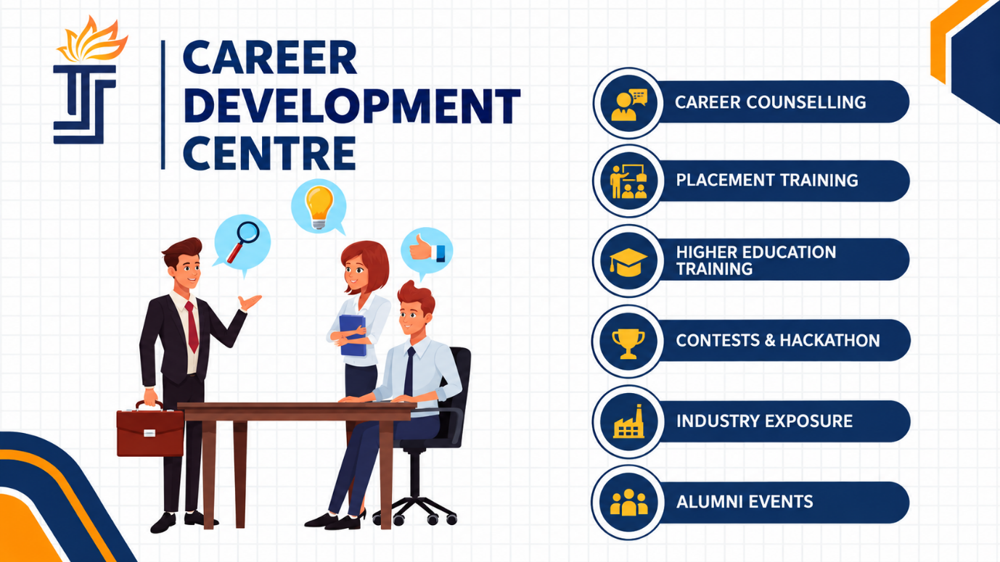 CAREER
DEVELOPMENT
CENTRE
CAREER COUNSELLING
PLACEMENT TRAINING
HIGHER EDUCATION
TRAINING
CONTESTS & HACKATHON
INDUSTRY EXPOSURE
ALUMNI EVENTS